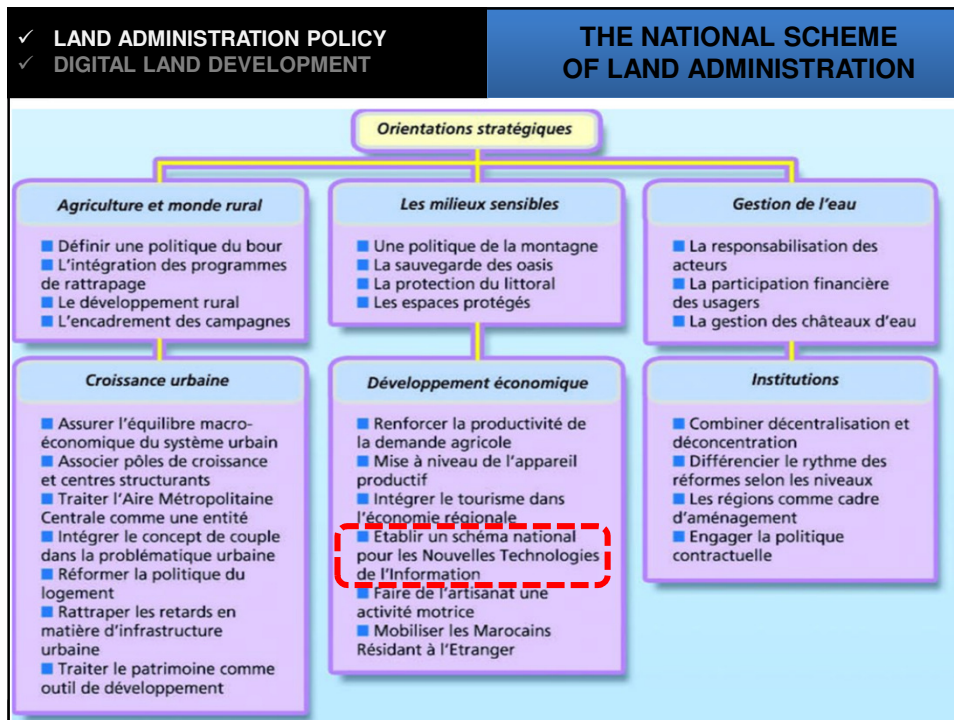 ✓ LAND ADMINISTRATION POLICY
✓ DIGITAL LAND DEVELOPMENT
THE NATIONAL SCHEME
OF LAND ADMINISTRATION
Orientations stratégiques
Agriculture et monde rural
■ Définir une politique du bour
■ L'intégration des programmes
de rattrapage
■ Le développement rural
■ L'encadrement des campagnes
Les milieux sensibles
■ Une politique de la montagne
■ La sauvegarde des oasis
■ La protection du littoral
■ Les espaces protégés
Gestion de l'eau
■ La responsabilisation des
acteurs
■ La participation financière
des usagers
■ La gestion des châteaux d'eau
Croissance urbaine
■ Assurer l'équilibre macro-
économique du système urbain
■ Associer pôles de croissance
et centres structurants
■ Traiter l'Aire Métropolitaine
Centrale comme une entité
■ Intégrer le concept de couple
dans la problématique urbaine
■ Réformer la politique du
logement
■ Rattraper les retards en
matière d'infrastructure
urbaine
■ Traiter le patrimoine comme
outil de développement
Développement économique
■ Renforcer la productivité de
la demande agricole
■ Mise à niveau de l'appareil
productif
■ Intégrer le tourisme dans
l'économie régionale
■ Etablir un schéma national
pour les Nouvelles Technologies
de l'Information
■ Faire de l'artisanat une
activité motrice
■ Mobiliser les Marocains
Résidant à l'Etranger
Institutions
■ Combiner décentralisation et
déconcentration
■ Différencier le rythme des
réformes selon les niveaux
■ Les régions comme cadre
d'aménagement
■ Engager la politique
contractuelle